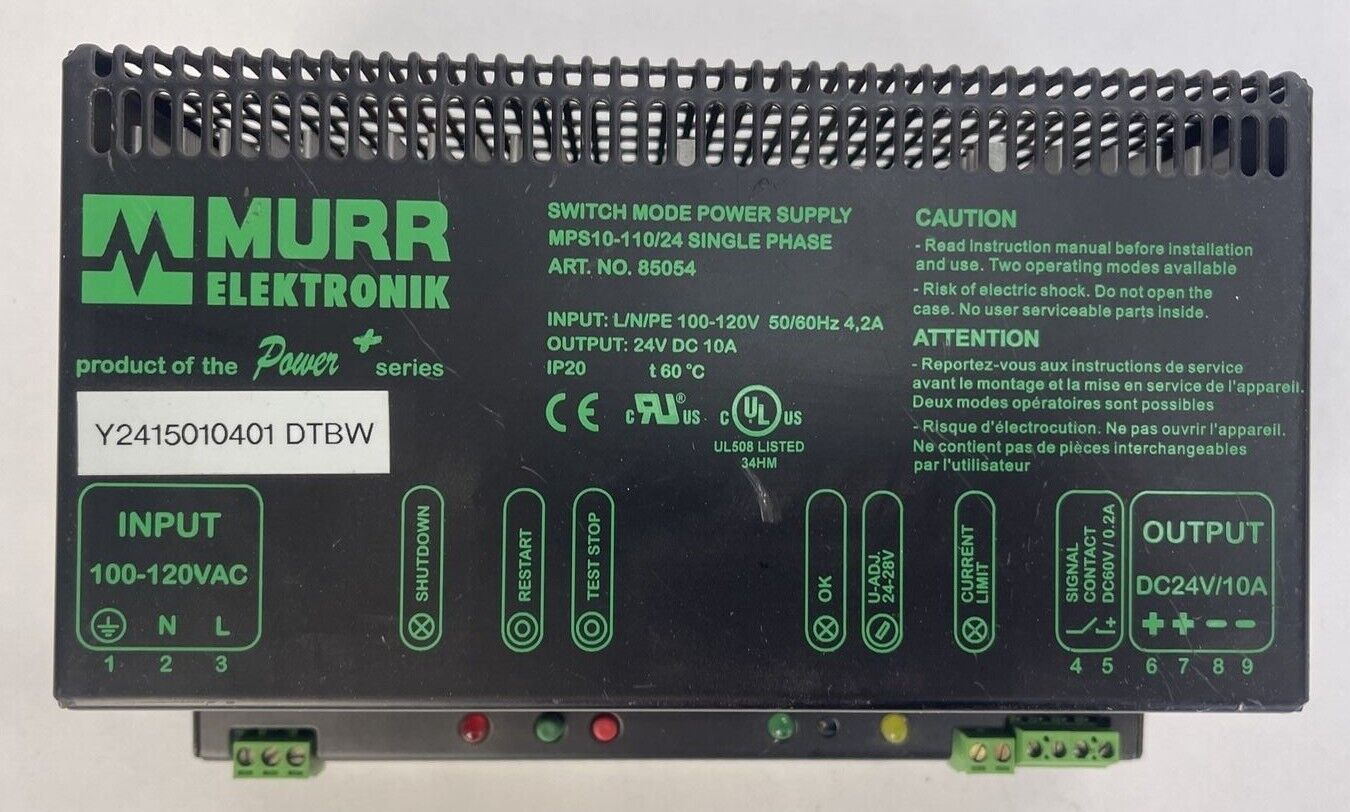 MURR
ELEKTRONIK
product of the Power+ series
Y2415010401 DTBW
SWITCH MODE POWER SUPPLY
MPS10-110/24 SINGLE PHASE
ART. NO. 85054
INPUT: L/N/PE 100-120V 50/60Hz 4,2A
OUTPUT: 24V DC 10A
IP20 t 60 °C
CE c RU ® US c UL US
UL508 LISTED
34HM
CAUTION
- Read instruction manual before installation
and use. Two operating modes available
- Risk of electric shock. Do not open the
case. No user serviceable parts inside.
ATTENTION
- Reportez-vous aux instructions de service
avant le montage et la mise en service de l'appareil.
Deux modes opératoires sont possibles
- Risque d'électrocution. Ne pas ouvrir l'appareil.
Ne contient pas de pièces interchangeables
par l'utilisateur
INPUT
100-120VAC
N L
1 2 3
SHUTDOWN
RESTART
TEST STOP
OK
U-ADJ.
24-28V
CURRENT
LIMIT
SIGNAL
CONTACT
DC60V / 0.2A
4 5
OUTPUT
DC24V/10A
+ + - -
6 7 8 9